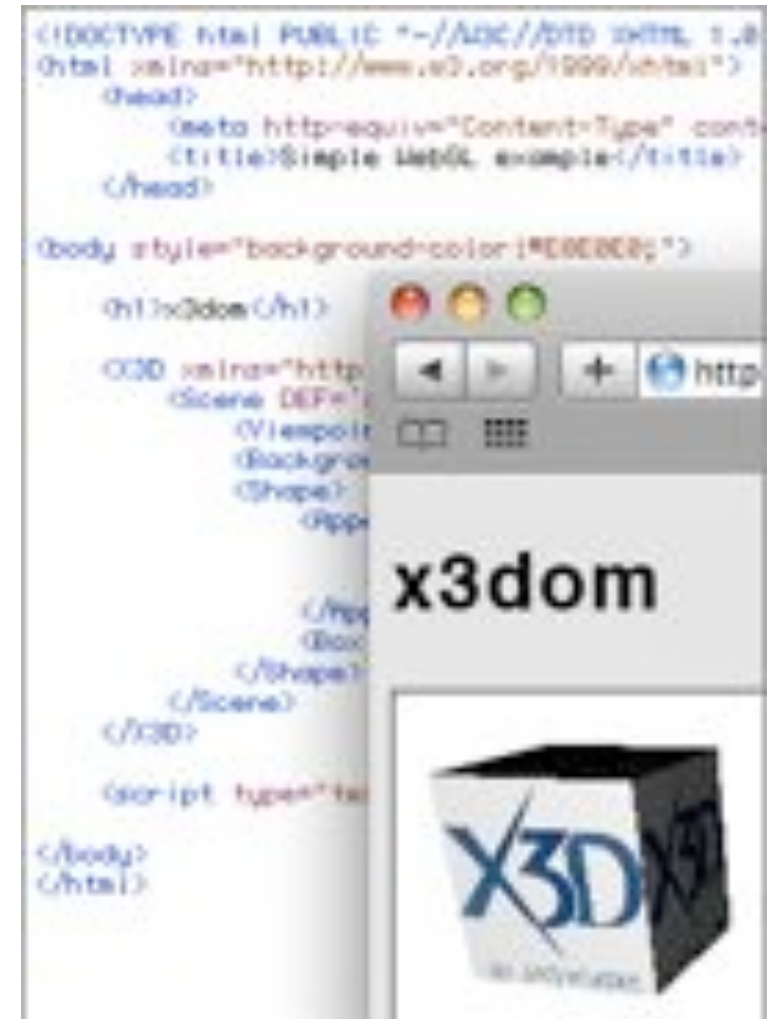 <!DOCTYPE html PUBLIC "-//W3C//DTD XHTML 1.0
<html xmlns="http://www.w3.org/1999/xhtml">
<head>
<meta http-equiv="Content-Type" cont
<title>Simple WebGL example</title>
</head>
<body style="background-color:#E0E0E0;">
<h1>x3dom</h1>
<X3D xmlns="http
<Scene DEF='
<Viewpoin
<Backgrou
<Shape>
<Appe
</App
<Box
</Shape>
</Scene>
</X3D>
<script type="te
</body>
</html>
http
x3dom
X3D
X3D